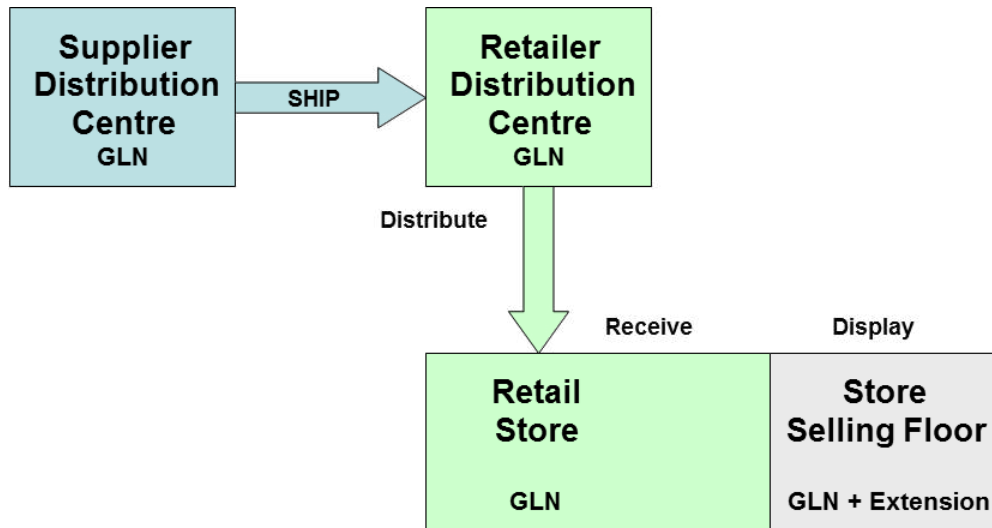 Supplier
Distribution
Centre
GLN
SHIP
Retailer
Distribution
Centre
GLN
Distribute
Receive
Display
Retail
Store
GLN
Store
Selling Floor
GLN + Extension